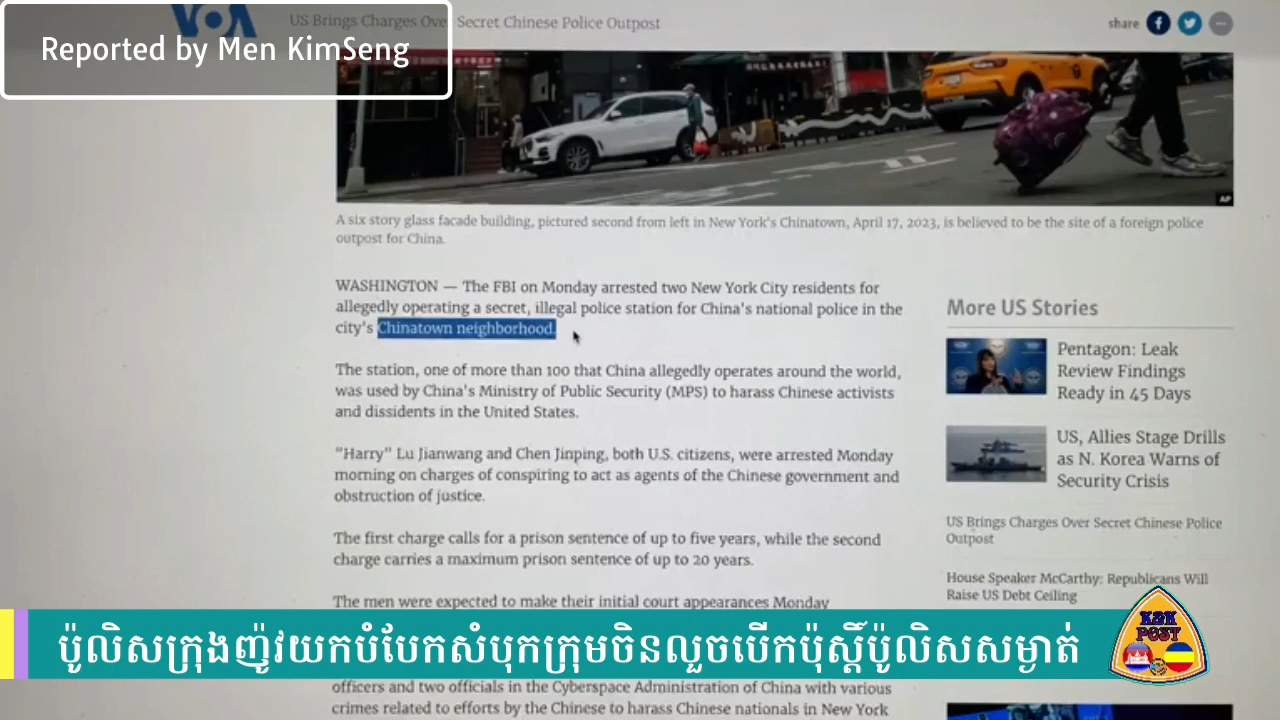 VOA
US Brings Charges Over Secret Chinese Police Outpost
share
Reported by Men KimSeng
AP
A six story glass facade building, pictured second from left in New York's Chinatown, April 17, 2023, is believed to be the site of a foreign police
outpost for China.
WASHINGTON — The FBI on Monday arrested two New York City residents for
allegedly operating a secret, illegal police station for China's national police in the
city's Chinatown neighborhood.
The station, one of more than 100 that China allegedly operates around the world,
was used by China's Ministry of Public Security (MPS) to harass Chinese activists
and dissidents in the United States.
"Harry" Lu Jianwang and Chen Jinping, both U.S. citizens, were arrested Monday
morning on charges of conspiring to act as agents of the Chinese government and
obstruction of justice.
The first charge calls for a prison sentence of up to five years, while the second
charge carries a maximum prison sentence of up to 20 years.
The men were expected to make their initial court appearances Monday
officers and two officials in the Cyberspace Administration of China with various
crimes related to efforts by the Chinese to harass Chinese nationals in New York
More US Stories
Pentagon: Leak
Review Findings
Ready in 45 Days
US, Allies Stage Drills
as N. Korea Warns of
Security Crisis
US Brings Charges Over Secret Chinese Police
Outpost
House Speaker McCarthy: Republicans Will
Raise US Debt Ceiling
ប៉ូលិសក្រុងញ៉ូវយកបំបែកសំបុកក្រុមចិនលួចបើកប៉ុស្តិ៍ប៉ូលិសសម្ងាត់
K&K
POST